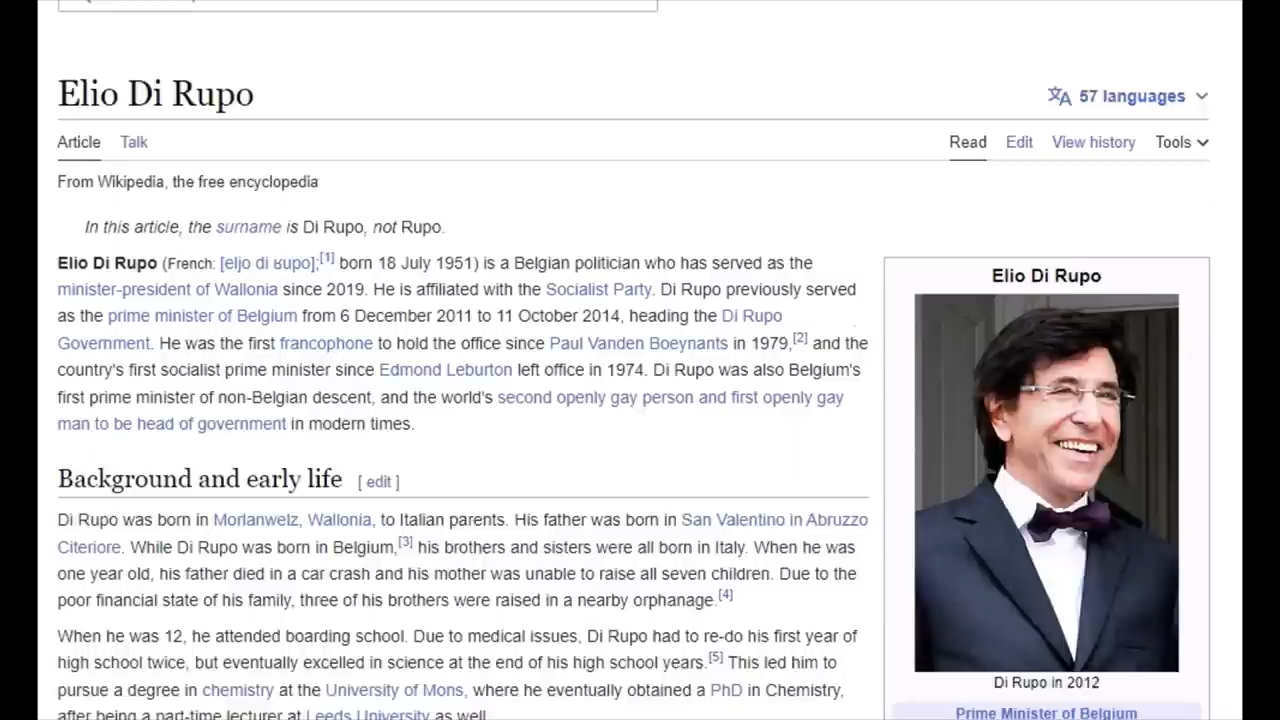 Elio Di Rupo
57 languages
Article Talk
Read Edit View history Tools
From Wikipedia, the free encyclopedia
In this article, the surname is Di Rupo, not Rupo.
Elio Di Rupo (French: [eljo di ʁupo];[1] born 18 July 1951) is a Belgian politician who has served as the
minister-president of Wallonia since 2019. He is affiliated with the Socialist Party. Di Rupo previously served
as the prime minister of Belgium from 6 December 2011 to 11 October 2014, heading the Di Rupo
Government. He was the first francophone to hold the office since Paul Vanden Boeynants in 1979,[2] and the
country's first socialist prime minister since Edmond Leburton left office in 1974. Di Rupo was also Belgium's
first prime minister of non-Belgian descent, and the world's second openly gay person and first openly gay
man to be head of government in modern times.
Background and early life [ edit ]
Di Rupo was born in Morlanwelz, Wallonia, to Italian parents. His father was born in San Valentino in Abruzzo
Citeriore. While Di Rupo was born in Belgium,[3] his brothers and sisters were all born in Italy. When he was
one year old, his father died in a car crash and his mother was unable to raise all seven children. Due to the
poor financial state of his family, three of his brothers were raised in a nearby orphanage.[4]
When he was 12, he attended boarding school. Due to medical issues, Di Rupo had to re-do his first year of
high school twice, but eventually excelled in science at the end of his high school years.[5] This led him to
pursue a degree in chemistry at the University of Mons, where he eventually obtained a PhD in Chemistry,
after being a part-time lecturer at Leeds University as well.
Elio Di Rupo
Di Rupo in 2012
Prime Minister of Belgium